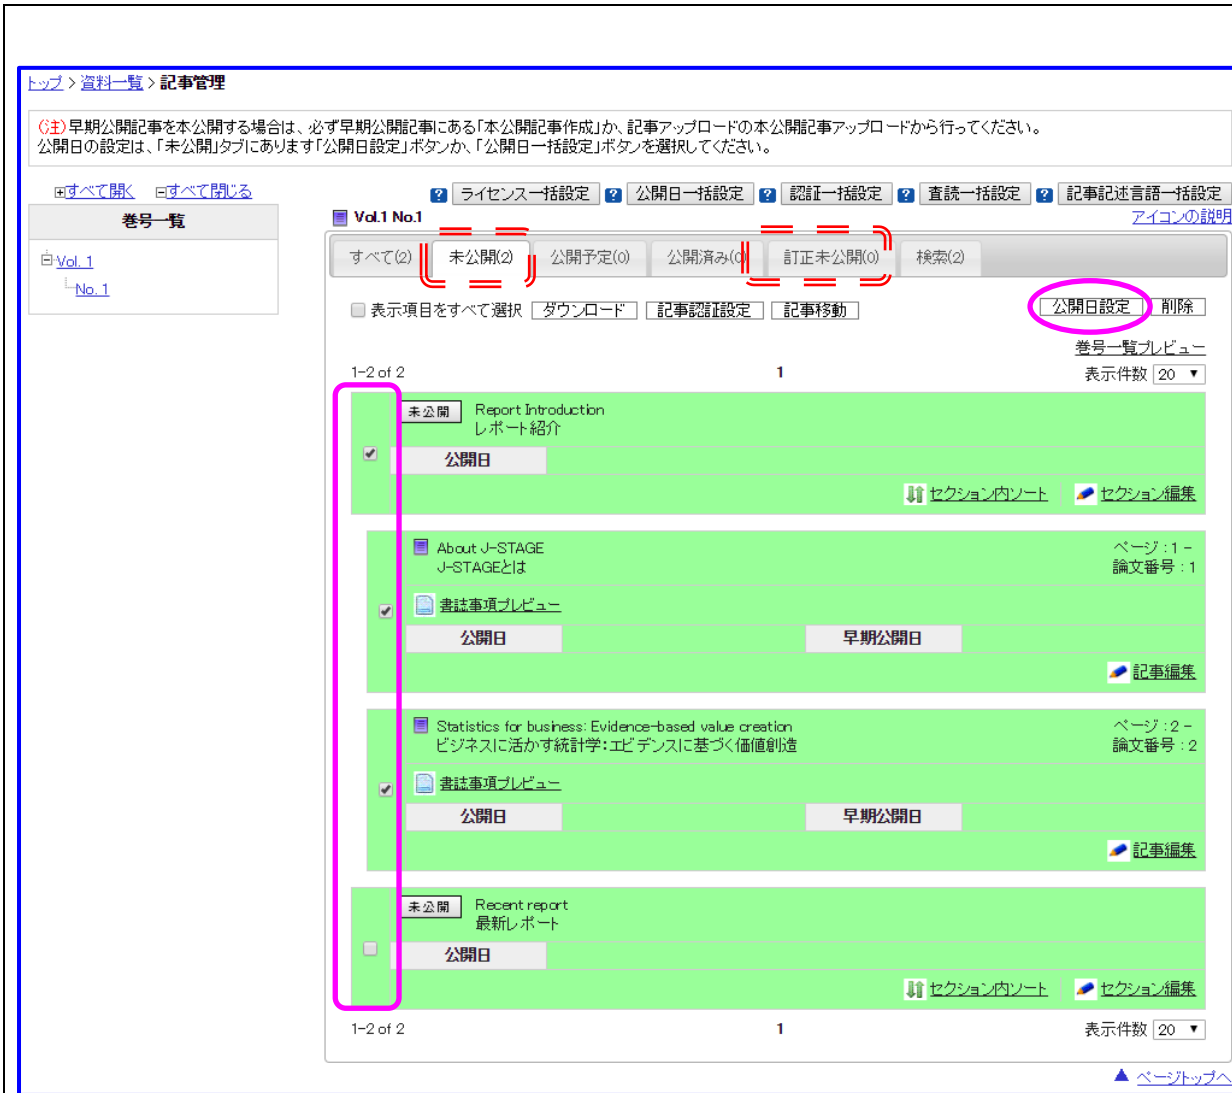 トップ > 資料一覧 > 記事管理
(注)早期公開記事を本公開する場合は、必ず早期公開記事にある「本公開記事作成」か、記事アップロードの本公開記事アップロードから行ってください。
公開日の設定は、「未公開」タブにあります「公開日設定」ボタンか、「公開日一括設定」ボタンを選択してください。
すべて開く すべて閉じる
巻号一覧
Vol. 1
No. 1
? ライセンス一括設定 ? 公開日一括設定 ? 認証一括設定 ? 査読一括設定 ? 記事記述言語一括設定
Vol.1 No.1 アイコンの説明
すべて(2) 未公開(2) 公開予定(0) 公開済み(0) 訂正未公開(0) 検索(2)
表示項目をすべて選択 ダウンロード 記事認証設定 記事移動 公開日設定 削除
巻号一覧プレビュー
1-2 of 2 1 表示件数 20
未公開 Report Introduction
レポート紹介
公開日
セクション内ソート セクション編集
About J-STAGE ページ:1 -
J-STAGEとは 論文番号:1
書誌事項プレビュー
公開日 早期公開日
記事編集
Statistics for business: Evidence-based value creation ページ:2 -
ビジネスに活かす統計学:エビデンスに基づく価値創造 論文番号:2
書誌事項プレビュー
公開日 早期公開日
記事編集
未公開 Recent report
最新レポート
公開日
セクション内ソート セクション編集
1-2 of 2 1 表示件数 20
ページトップへ